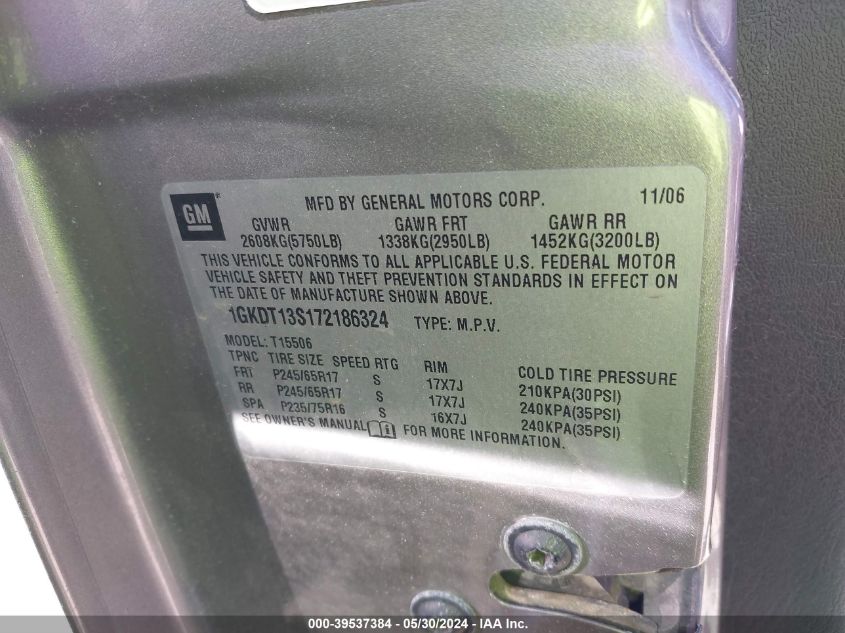 GM
MFD BY GENERAL MOTORS CORP. 11/06
GVWR GAWR FRT GAWR RR
2608KG(5750LB) 1338KG(2950LB) 1452KG(3200LB)
THIS VEHICLE CONFORMS TO ALL APPLICABLE U.S. FEDERAL MOTOR
VEHICLE SAFETY AND THEFT PREVENTION STANDARDS IN EFFECT ON
THE DATE OF MANUFACTURE SHOWN ABOVE.
1GKDT13S172186324 TYPE: M.P.V.
MODEL: T15506
TPNC TIRE SIZE SPEED RTG RIM COLD TIRE PRESSURE
FRT P245/65R17 S 17X7J 210KPA(30PSI)
RR P245/65R17 S 17X7J 240KPA(35PSI)
SPA P235/75R16 S 16X7J 240KPA(35PSI)
SEE OWNER'S MANUAL FOR MORE INFORMATION.
000-39537384 - 05/30/2024 - IAA Inc.